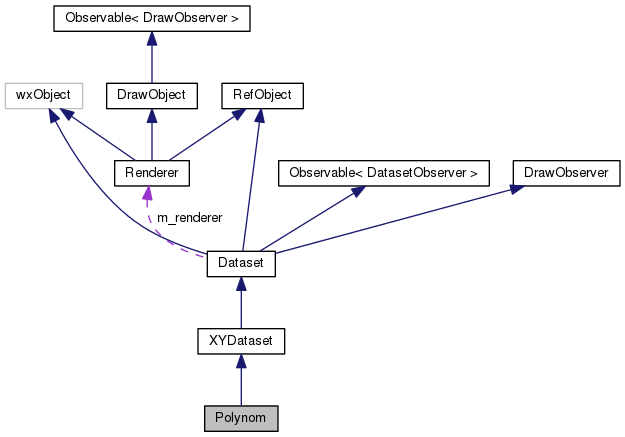 Observable< DrawObserver >
wxObject
DrawObject
RefObject
Renderer
Observable< DatasetObserver >
DrawObserver
m_renderer
Dataset
XYDataset
Polynom